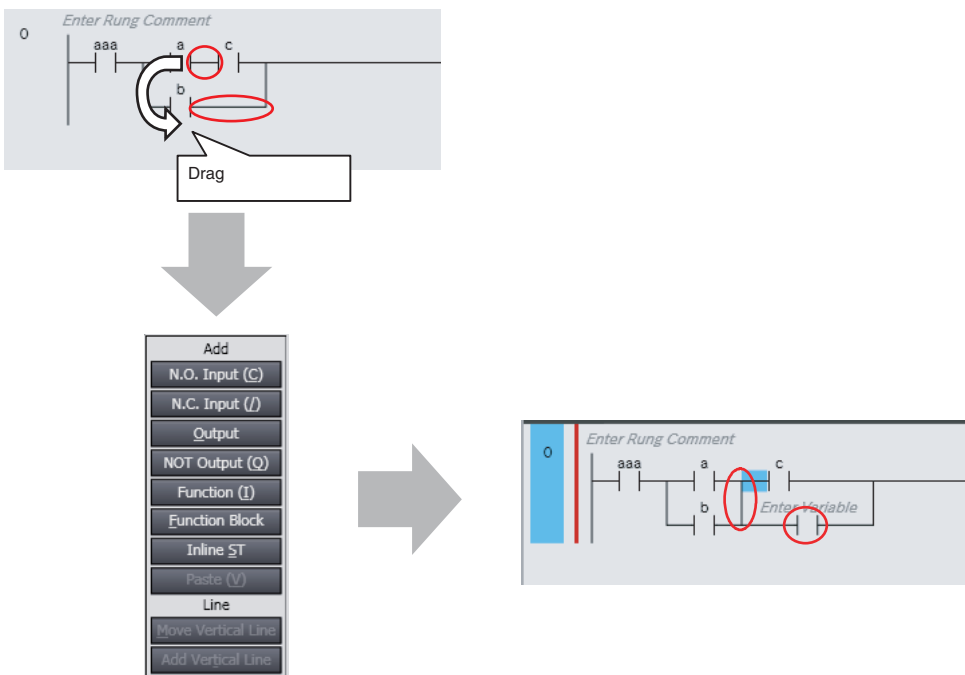 Enter Rung Comment
0
aaa
a
c
b
Drag
Add
N.O. Input (C)
N.C. Input (/)
Output
NOT Output (Q)
Function (I)
Function Block
Inline ST
Paste (V)
Line
Move Vertical Line
Add Vertical Line
Enter Rung Comment
0
aaa
a
c
b
Enter Variable